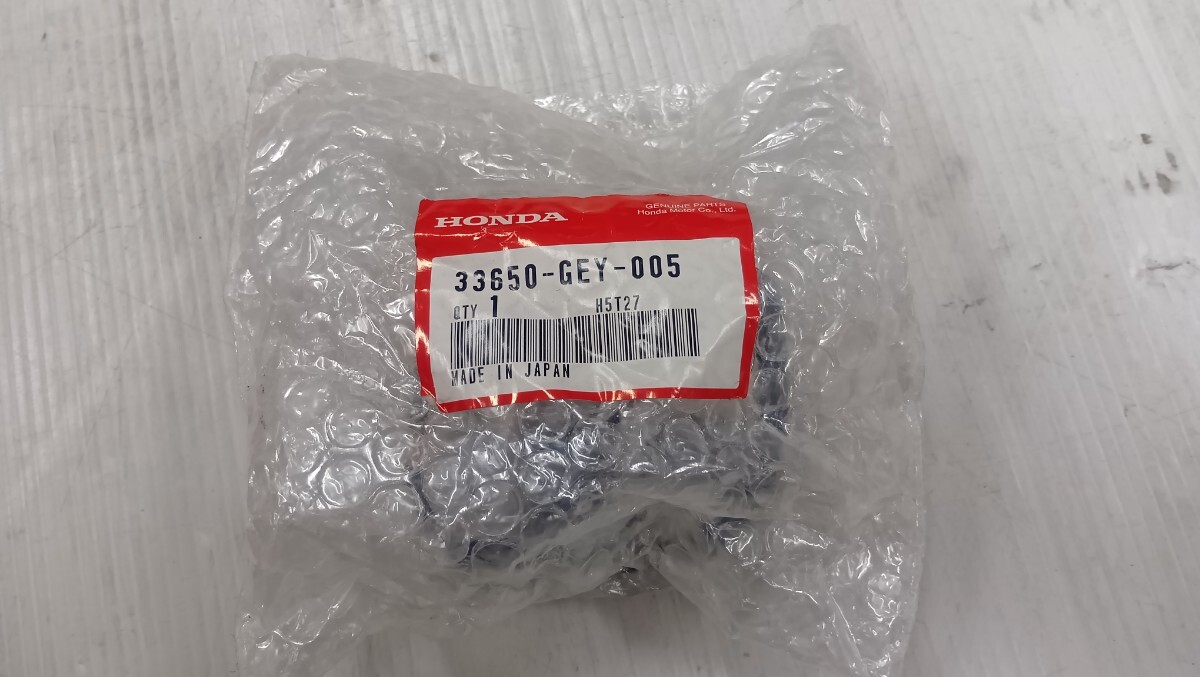 HONDA
GENUINE PARTS
Honda Motor Co., Ltd.
33650-GEY-005
QTY 1 H5T27
MADE IN JAPAN